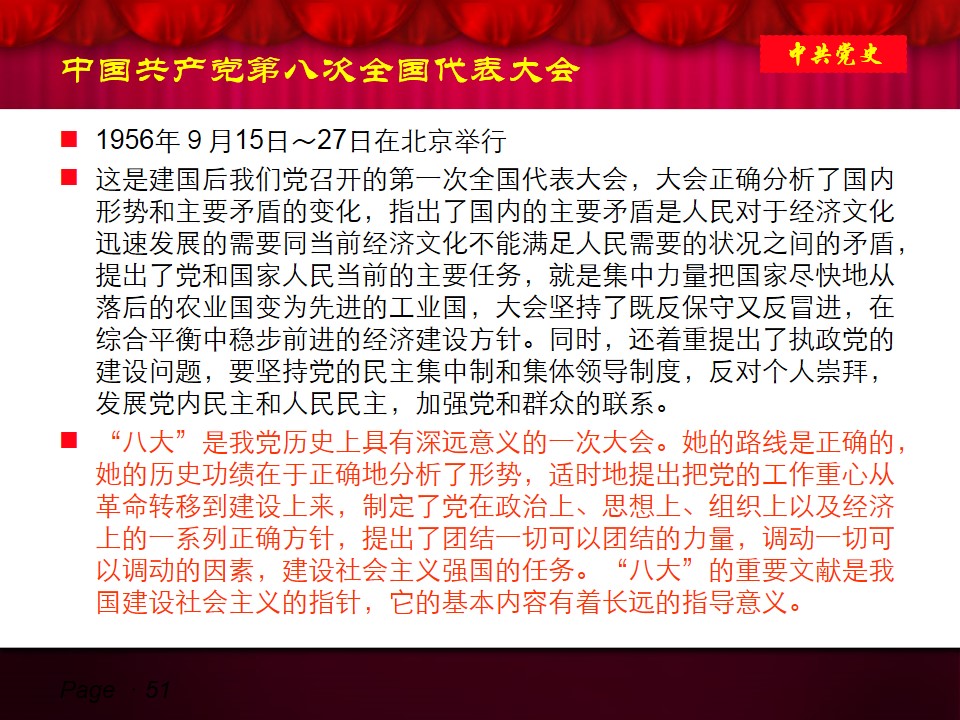 中国共产党第八次全国代表大会
中共党史
1956年９月15日～27日在北京举行
这是建国后我们党召开的第一次全国代表大会，大会正确分析了国内
形势和主要矛盾的变化，指出了国内的主要矛盾是人民对于经济文化
迅速发展的需要同当前经济文化不能满足人民需要的状况之间的矛盾，
提出了党和国家人民当前的主要任务，就是集中力量把国家尽快地从
落后的农业国变为先进的工业国，大会坚持了既反保守又反冒进，在
综合平衡中稳步前进的经济建设方针。同时，还着重提出了执政党的
建设问题，要坚持党的民主集中制和集体领导制度，反对个人崇拜，
发展党内民主和人民民主，加强党和群众的联系。
“八大”是我党历史上具有深远意义的一次大会。她的路线是正确的，
她的历史功绩在于正确地分析了形势，适时地提出把党的工作重心从
革命转移到建设上来，制定了党在政治上、思想上、组织上以及经济
上的一系列正确方针，提出了团结一切可以团结的力量，调动一切可
以调动的因素，建设社会主义强国的任务。“八大”的重要文献是我
国建设社会主义的指针，它的基本内容有着长远的指导意义。
Page 51